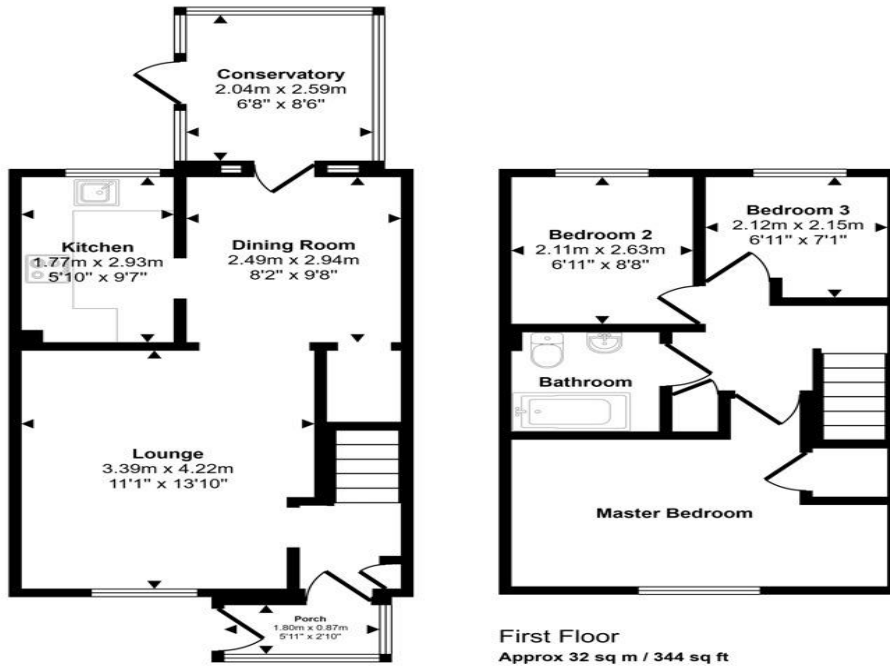 Conservatory
2.04m x 2.59m
6'8" x 8'6"
Kitchen
1.77m x 2.93m
5'10" x 9'7"
Dining Room
2.49m x 2.94m
8'2" x 9'8"
Lounge
3.39m x 4.22m
11'1" x 13'10"
Porch
1.80m x 0.87m
5'11" x 2'10"
Bedroom 2
2.11m x 2.63m
6'11" x 8'8"
Bedroom 3
2.12m x 2.15m
6'11" x 7'1"
Bathroom
Master Bedroom
First Floor
Approx 32 sq m / 344 sq ft